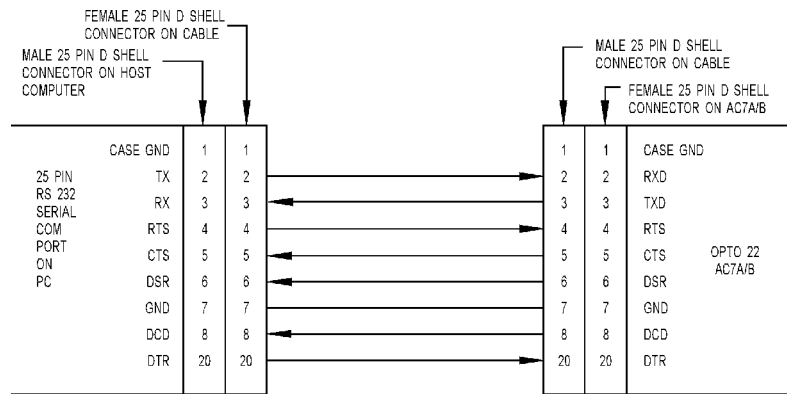 FEMALE 25 PIN D SHELL
CONNECTOR ON CABLE
MALE 25 PIN D SHELL
CONNECTOR ON HOST
COMPUTER
MALE 25 PIN D SHELL
CONNECTOR ON CABLE
FEMALE 25 PIN D SHELL
CONNECTOR ON AC7A/B
25 PIN
RS 232
SERIAL
COM
PORT
ON
PC
CASE GND 1 1 1 1 CASE GND
TX 2 2 2 2 RXD
RX 3 3 3 3 TXD
RTS 4 4 4 4 RTS
CTS 5 5 5 5 CTS
DSR 6 6 6 6 DSR
GND 7 7 7 7 GND
DCD 8 8 8 8 DCD
DTR 20 20 20 20 DTR
OPTO 22
AC7A/B